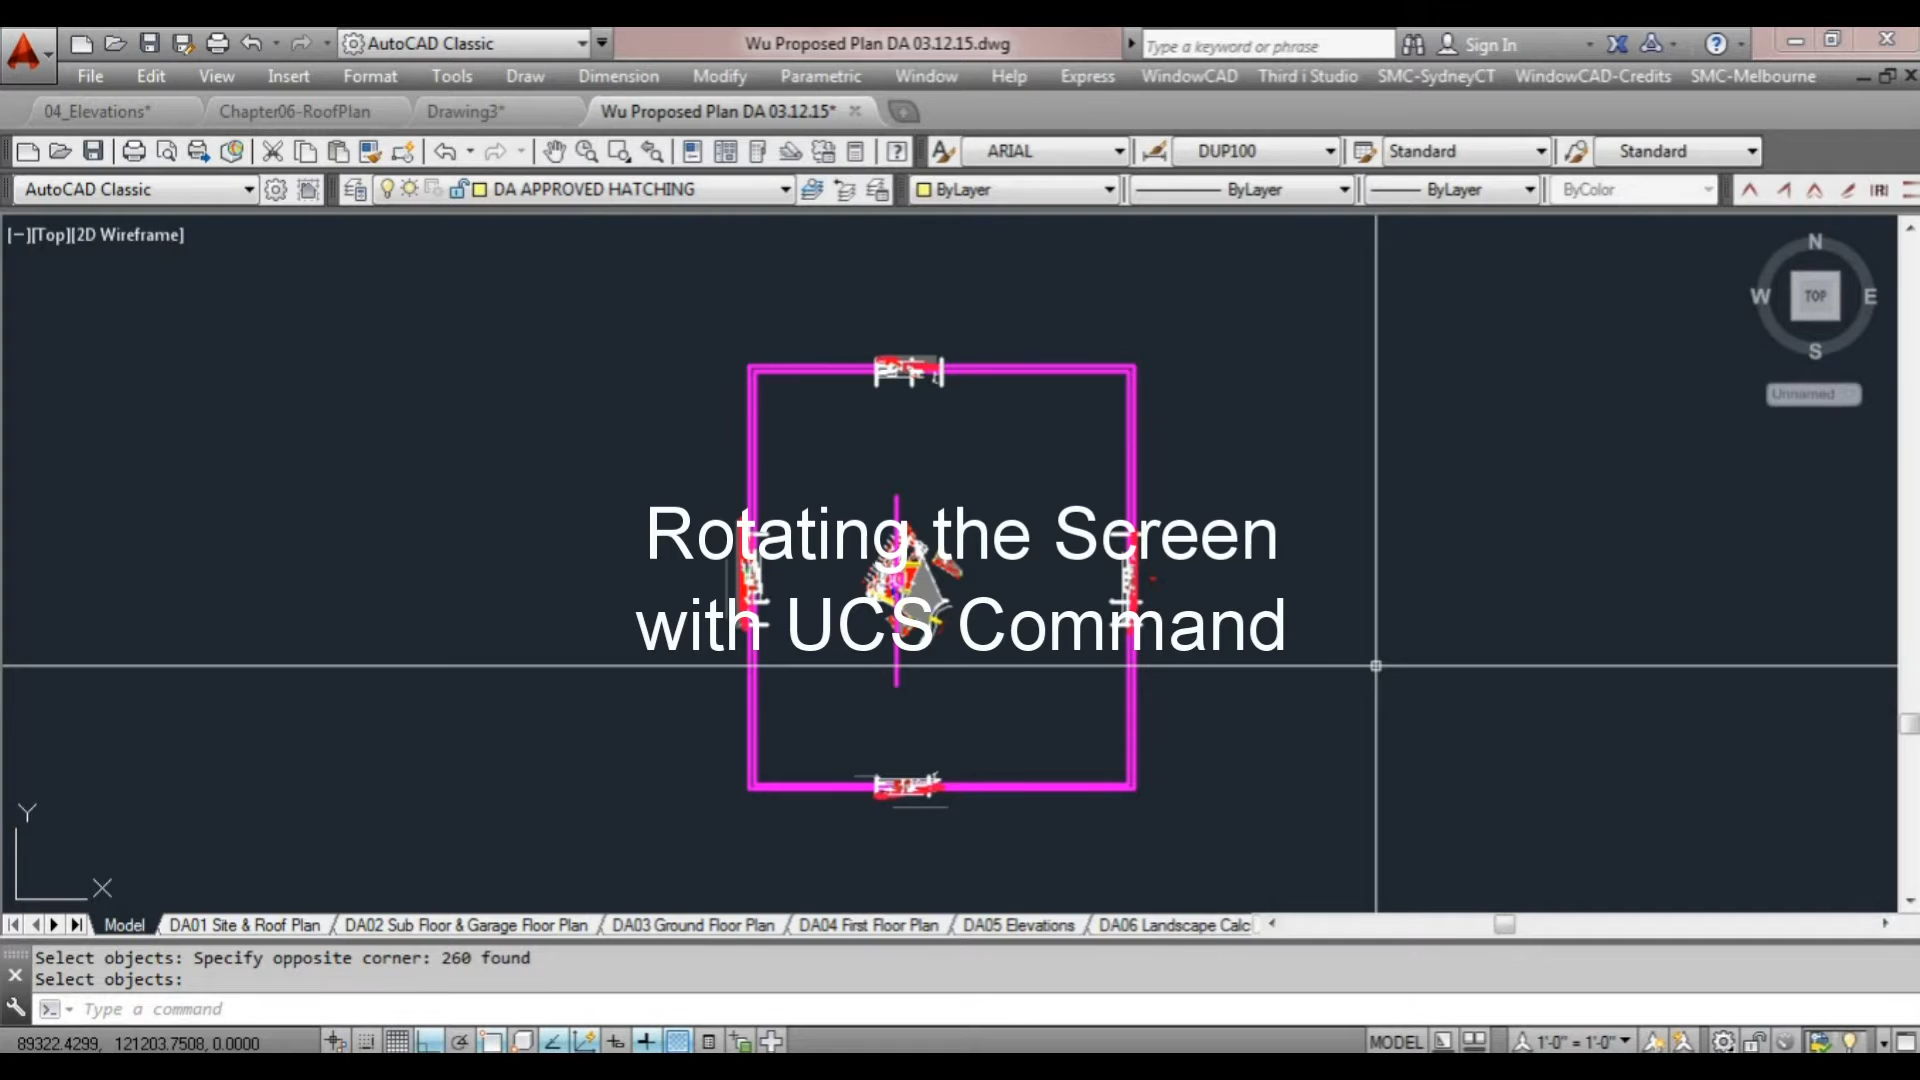 AutoCAD Classic
Wu Proposed Plan DA 03.12.15.dwg
Type a keyword or phrase
Sign In
File Edit View Insert Format Tools Draw Dimension Modify Parametric Window Help Express WindowCAD Third i Studio SMC-SydneyCT WindowCAD-Credits SMC-Melbourne
04_Elevations* Chapter06-RoofPlan Drawing3* Wu Proposed Plan DA 03.12.15*
ARIAL DUP100 Standard Standard
AutoCAD Classic DA APPROVED HATCHING ByLayer ByLayer ByLayer ByColor
[−][Top][2D Wireframe]
N
W TOP E
S
Unnamed
Rotating the Screen
with UCS Command
Y
X
Model DA01 Site & Roof Plan DA02 Sub Floor & Garage Floor Plan DA03 Ground Floor Plan DA04 First Floor Plan DA05 Elevations DA06 Landscape Calc
Select objects: Specify opposite corner: 260 found
Select objects:
Type a command
89322.4299, 121203.7508, 0.0000 MODEL 1'-0" = 1'-0"